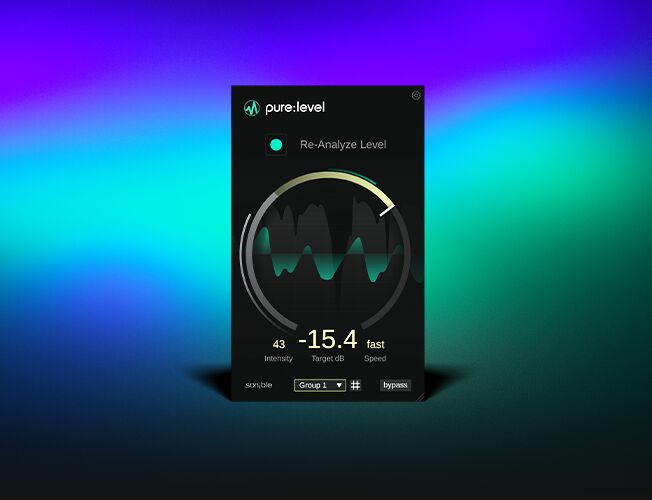 pure:level
Re-Analyze Level
43 -15.4 fast
Intensity Target dB Speed
sonible Group 1 bypass